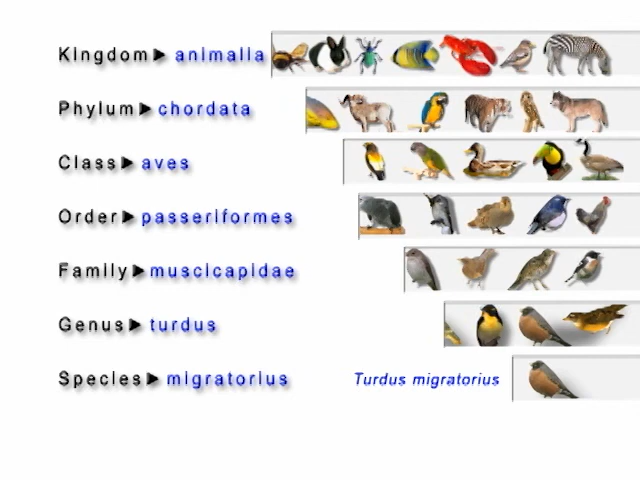 Kingdom▶ animalia
Phylum▶ chordata
Class▶ aves
Order▶ passeriformes
Family▶ muscicapidae
Genus▶ turdus
Species▶ migratorius Turdus migratorius